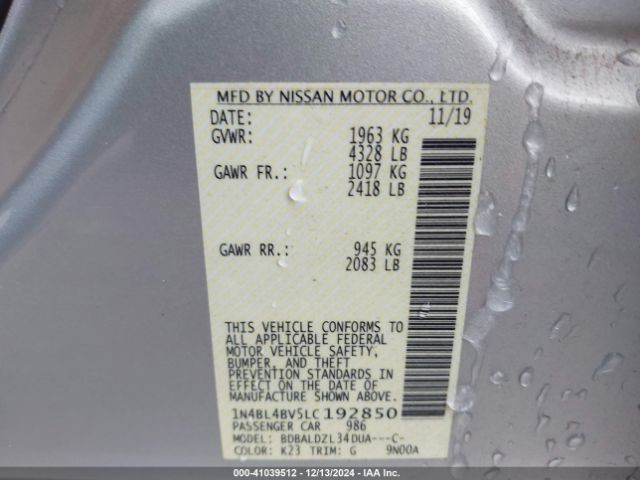 MFD BY NISSAN MOTOR CO., LTD.
DATE: 11/19
GVWR: 1963 KG
4328 LB
GAWR FR.: 1097 KG
2418 LB
GAWR RR.: 945 KG
2083 LB
THIS VEHICLE CONFORMS TO
ALL APPLICABLE FEDERAL
MOTOR VEHICLE SAFETY,
BUMPER, AND THEFT
PREVENTION STANDARDS IN
EFFECT ON THE DATE OF
MANUFACTURE SHOWN ABOVE.
1N4BL4BV5LC192850
PASSENGER CAR 986
MODEL: BDBALDZL34DUA---C-
COLOR: K23 TRIM: G 9N00A
000-41039512 - 12/13/2024 - IAAI.COM